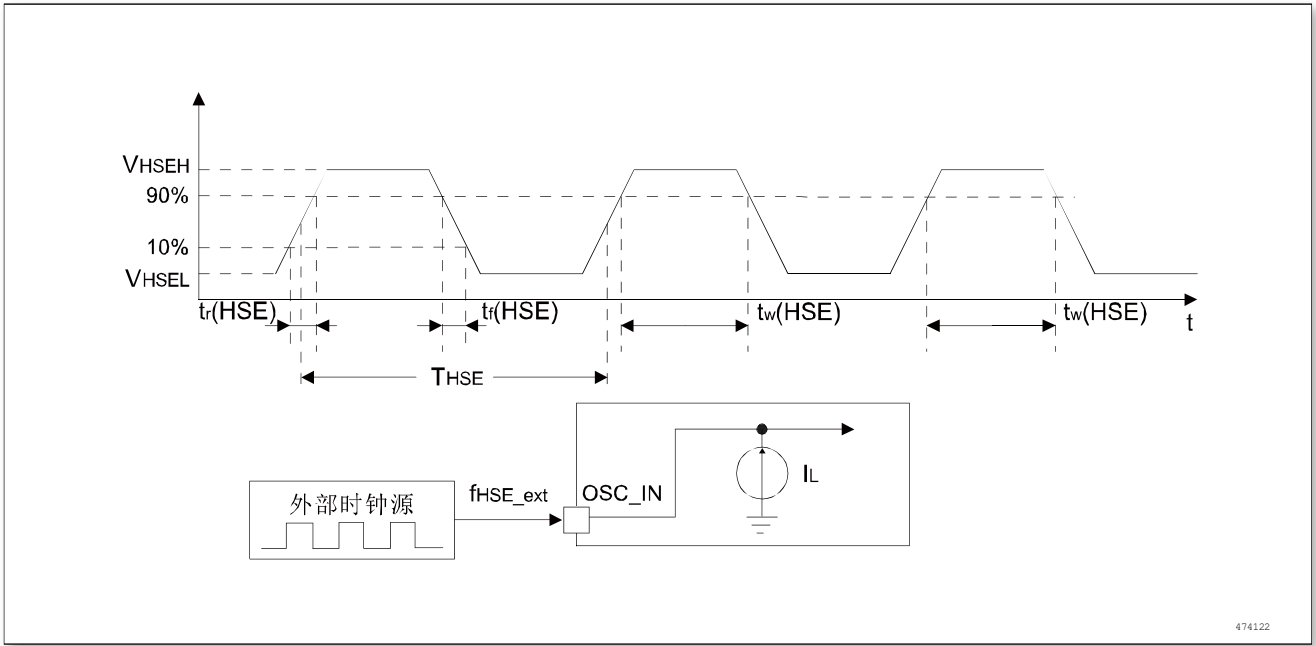 VHSEH
90%
10%
VHSEL
tr(HSE)
tf(HSE)
tw(HSE)
tw(HSE)
t
THSE
外部时钟源
fHSE_ext
OSC_IN
IL
474122